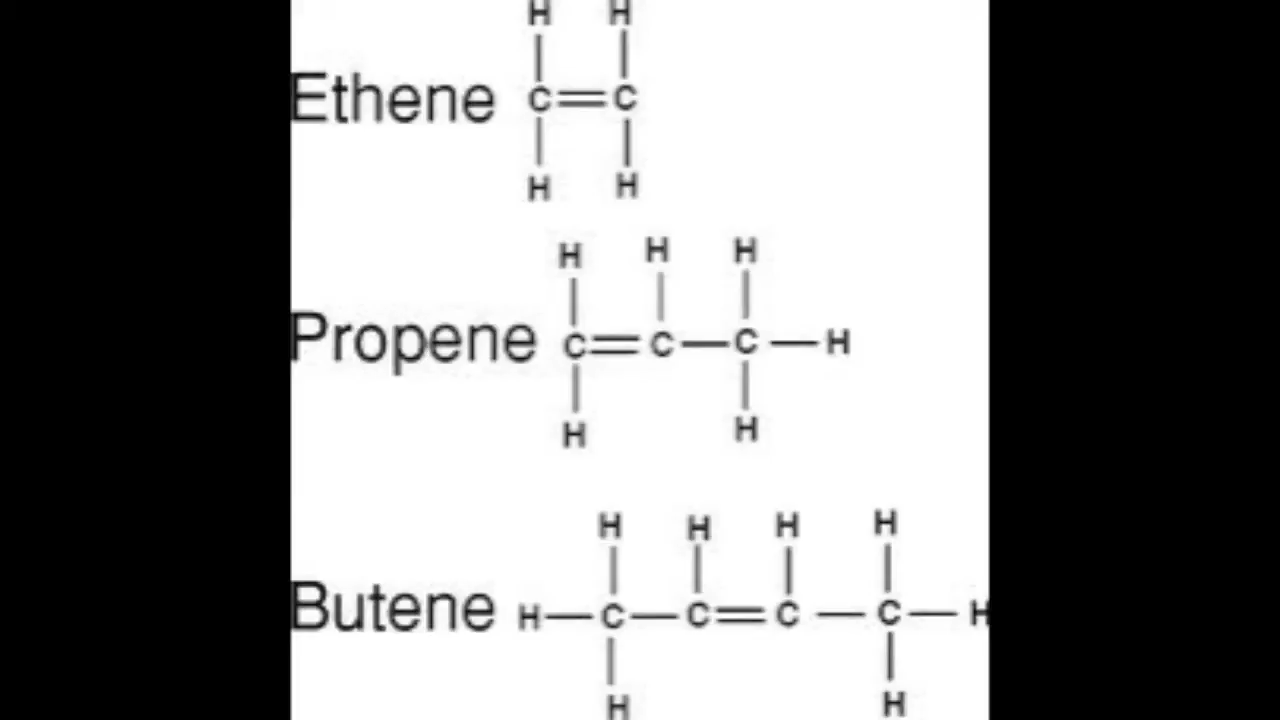 H H
Ethene C=C
H H
H H H
Propene C=C—C—H
H H
H H H H
Butene H—C—C=C—C—H
H H